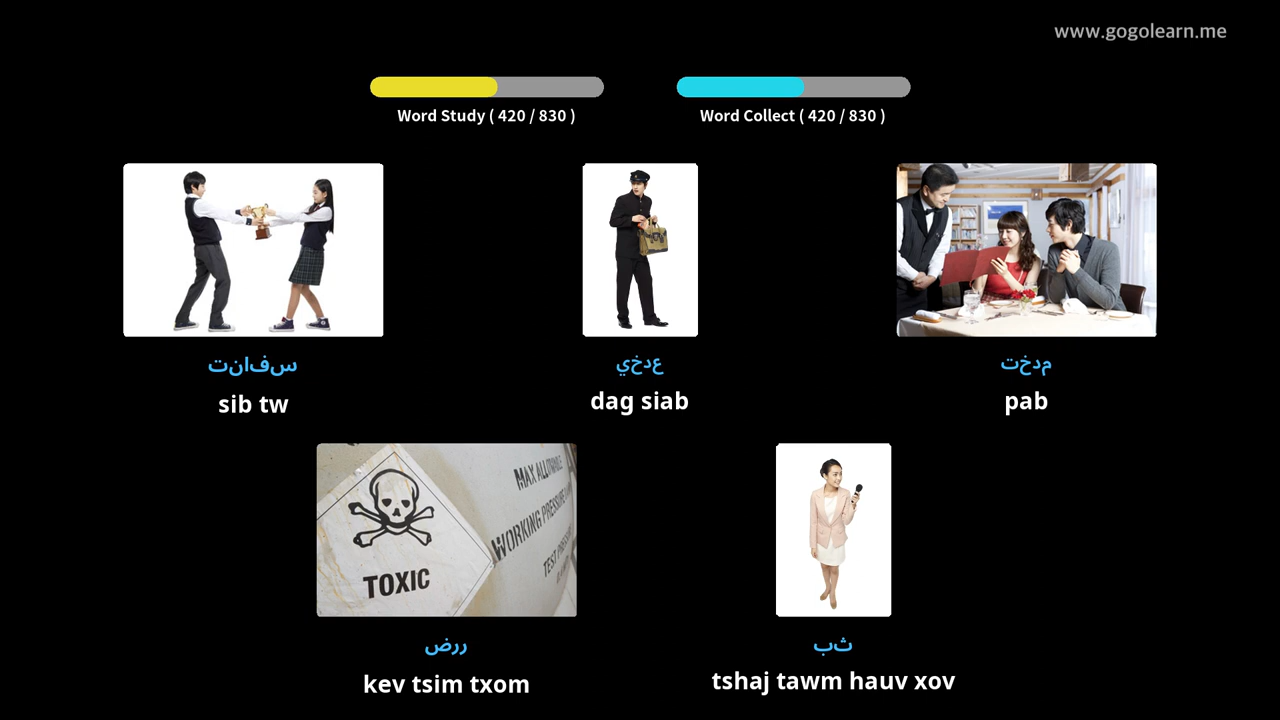 www.gogolearn.me
Word Study ( 420 / 830 )
Word Collect ( 420 / 830 )
سفانت
sib tw
عدخي
dag siab
مدخت
pab
TOXIC
MAX ALLOWABLE
WORKING PRESSURE
TEST PRESSURE
ررض
kev tsim txom
ثب
tshaj tawm hauv xov